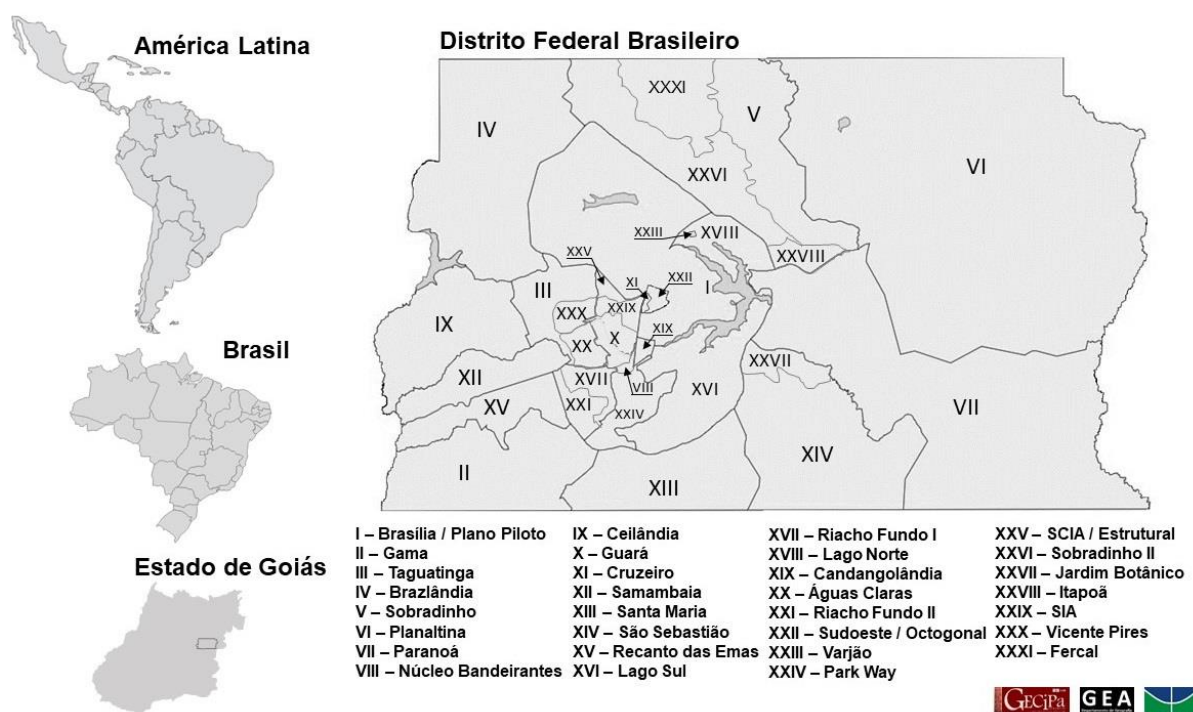 América Latina
Brasil
Estado de Goiás
Distrito Federal Brasileiro
XXXI
IV
V
VI
XXVI
XXIII
XVIII
XXVIII
XXV
XI
XXII
I
III
XXX
XXIX
IX
X
XIX
XX
XXVII
XII
XVII
VIII
XVI
VII
XV
XXI
XXIV
XIV
II
XIII
I – Brasília / Plano Piloto
II – Gama
III – Taguatinga
IV – Brazlândia
V – Sobradinho
VI – Planaltina
VII – Paranoá
VIII – Núcleo Bandeirantes
IX – Ceilândia
X – Guará
XI – Cruzeiro
XII – Samambaia
XIII – Santa Maria
XIV – São Sebastião
XV – Recanto das Emas
XVI – Lago Sul
XVII – Riacho Fundo I
XVIII – Lago Norte
XIX – Candangolândia
XX – Águas Claras
XXI – Riacho Fundo II
XXII – Sudoeste / Octogonal
XXIII – Varjão
XXIV – Park Way
XXV – SCIA / Estrutural
XXVI – Sobradinho II
XXVII – Jardim Botânico
XXVIII – Itapoã
XXIX – SIA
XXX – Vicente Pires
XXXI – Fercal
GECIPA
GEA